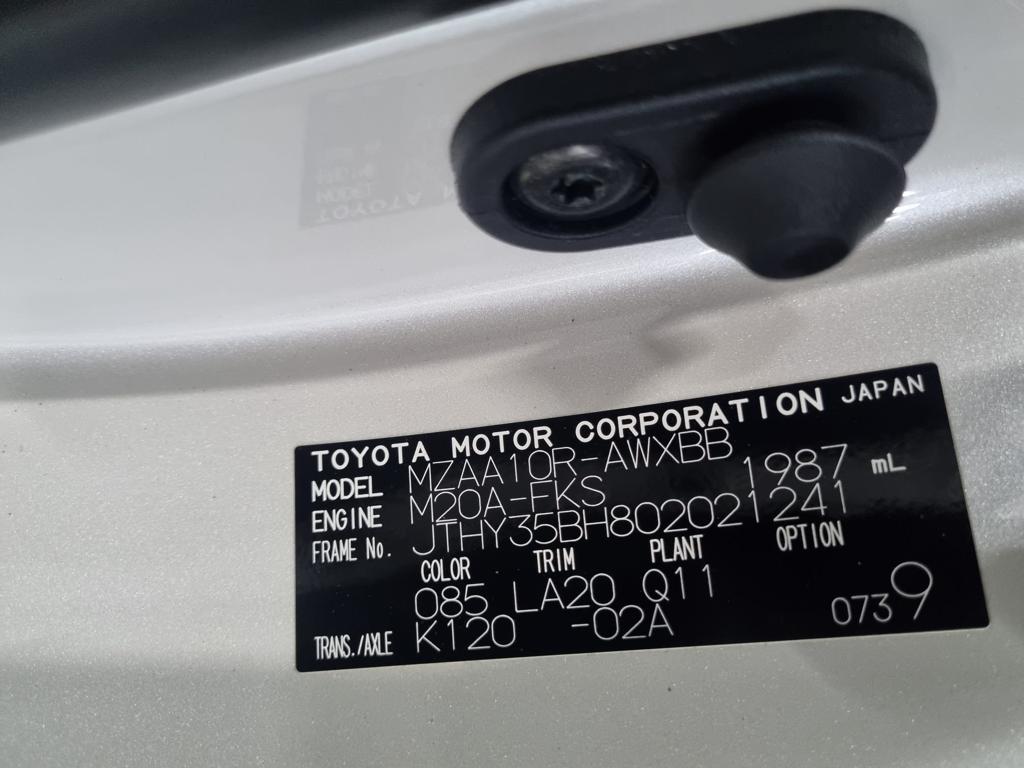 TOYOTA MOTOR CORPORATION JAPAN
MODEL MZAA10R-AWXBB
ENGINE M20A-FKS 1987 mL
FRAME No. JTHY35BH802021241
COLOR TRIM PLANT OPTION
085 LA20 Q11
TRANS./AXLE K120 -02A 0739